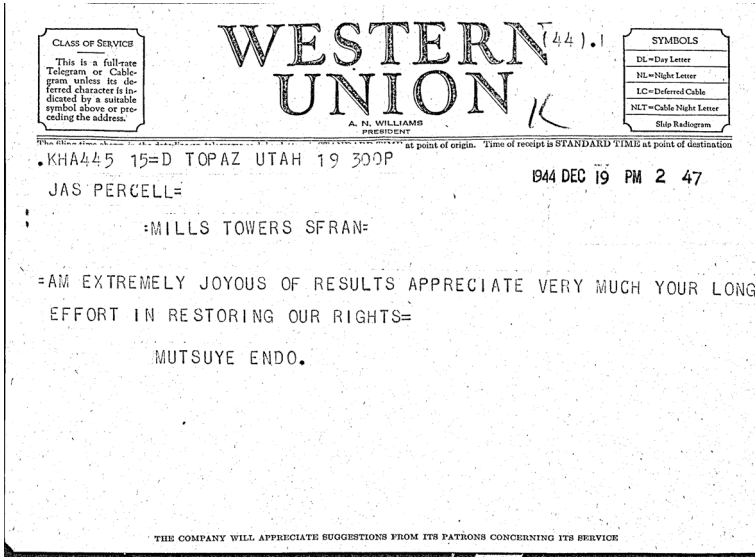 CLASS OF SERVICE
This is a full-rate
Telegram or Cable-
gram unless its de-
ferred character is in-
dicated by a suitable
symbol above or pre-
ceding the address.
WESTERN
UNION
(44).
A. N. WILLIAMS
PRESIDENT
SYMBOLS
DL=Day Letter
NL=Night Letter
LC=Deferred Cable
NLT=Cable Night Letter
Ship Radiogram
at point of origin. Time of receipt is STANDARD TIME at point of destination
.KHA445 15=D TOPAZ UTAH 19 300P
1944 DEC 19 PM 2 47
JAS PERCELL=
=MILLS TOWERS SFRAN=
=AM EXTREMELY JOYOUS OF RESULTS APPRECIATE VERY MUCH YOUR LONG
EFFORT IN RESTORING OUR RIGHTS=
MUTSUYE ENDO.
THE COMPANY WILL APPRECIATE SUGGESTIONS FROM ITS PATRONS CONCERNING ITS SERVICE